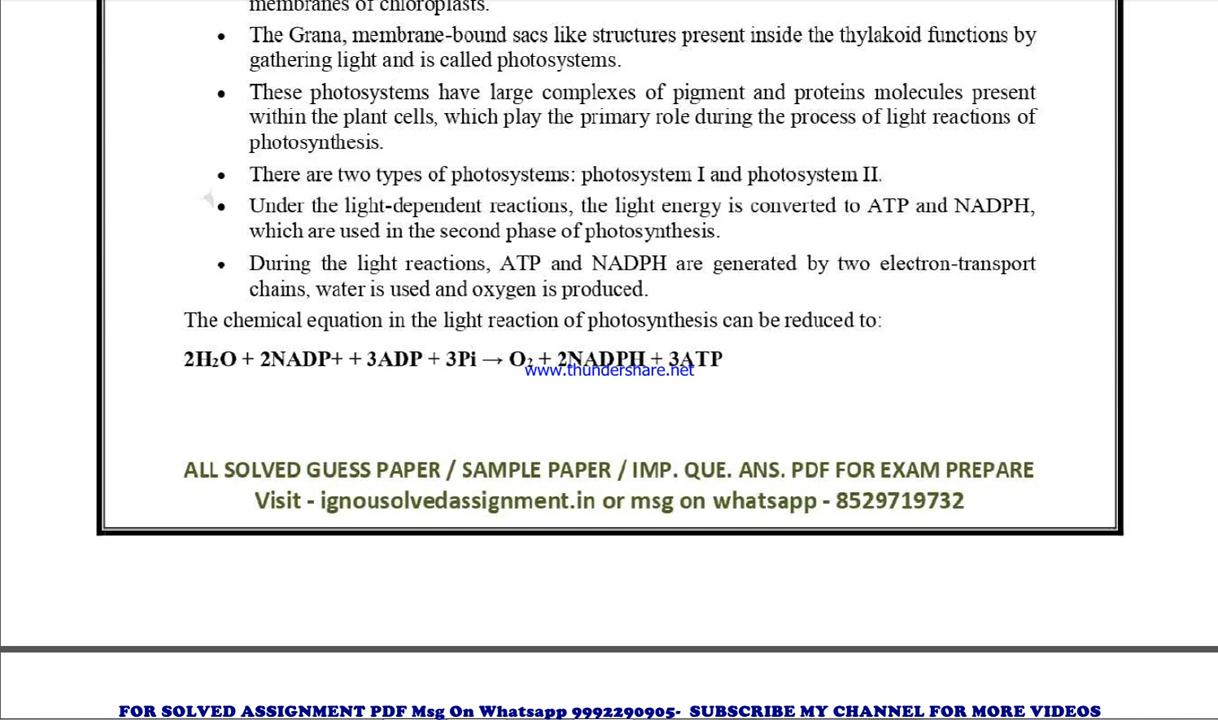 membranes of chloroplasts.
• The Grana, membrane-bound sacs like structures present inside the thylakoid functions by
gathering light and is called photosystems.
• These photosystems have large complexes of pigment and proteins molecules present
within the plant cells, which play the primary role during the process of light reactions of
photosynthesis.
• There are two types of photosystems: photosystem I and photosystem II.
• Under the light-dependent reactions, the light energy is converted to ATP and NADPH,
which are used in the second phase of photosynthesis.
• During the light reactions, ATP and NADPH are generated by two electron-transport
chains, water is used and oxygen is produced.
The chemical equation in the light reaction of photosynthesis can be reduced to:
2H₂O + 2NADP+ + 3ADP + 3Pi → O₂ + 2NADPH + 3ATP
www.thundershare.net
ALL SOLVED GUESS PAPER / SAMPLE PAPER / IMP. QUE. ANS. PDF FOR EXAM PREPARE
Visit - ignousolvedassignment.in or msg on whatsapp - 8529719732
FOR SOLVED ASSIGNMENT PDF Msg On Whatsapp 9992290905- SUBSCRIBE MY CHANNEL FOR MORE VIDEOS